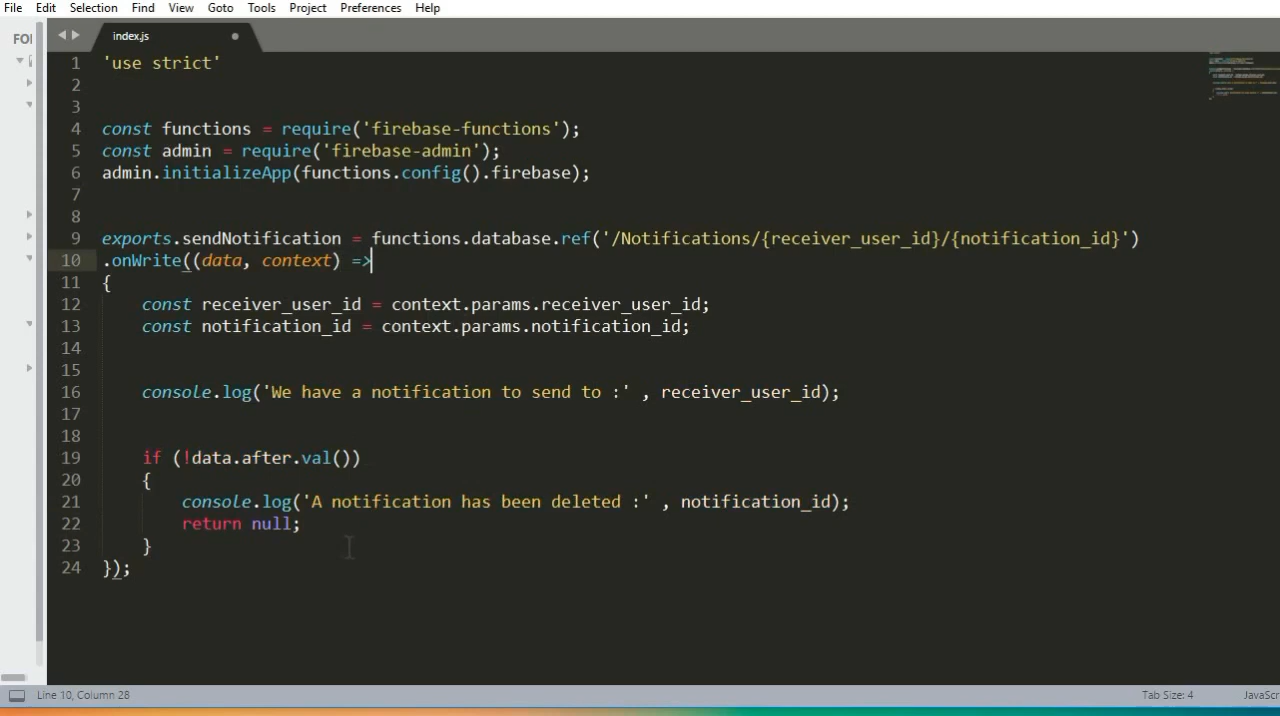 File Edit Selection Find View Goto Tools Project Preferences Help
FOI
index.js
1 'use strict'
2
3
4 const functions = require('firebase-functions');
5 const admin = require('firebase-admin');
6 admin.initializeApp(functions.config().firebase);
7
8
9 exports.sendNotification = functions.database.ref('/Notifications/{receiver_user_id}/{notification_id}')
10 .onWrite((data, context) =>
11 {
12 const receiver_user_id = context.params.receiver_user_id;
13 const notification_id = context.params.notification_id;
14
15
16 console.log('We have a notification to send to :' , receiver_user_id);
17
18
19 if (!data.after.val())
20 {
21 console.log('A notification has been deleted :' , notification_id);
22 return null;
23 }
24 });
Line 10, Column 28 Tab Size: 4 JavaScr